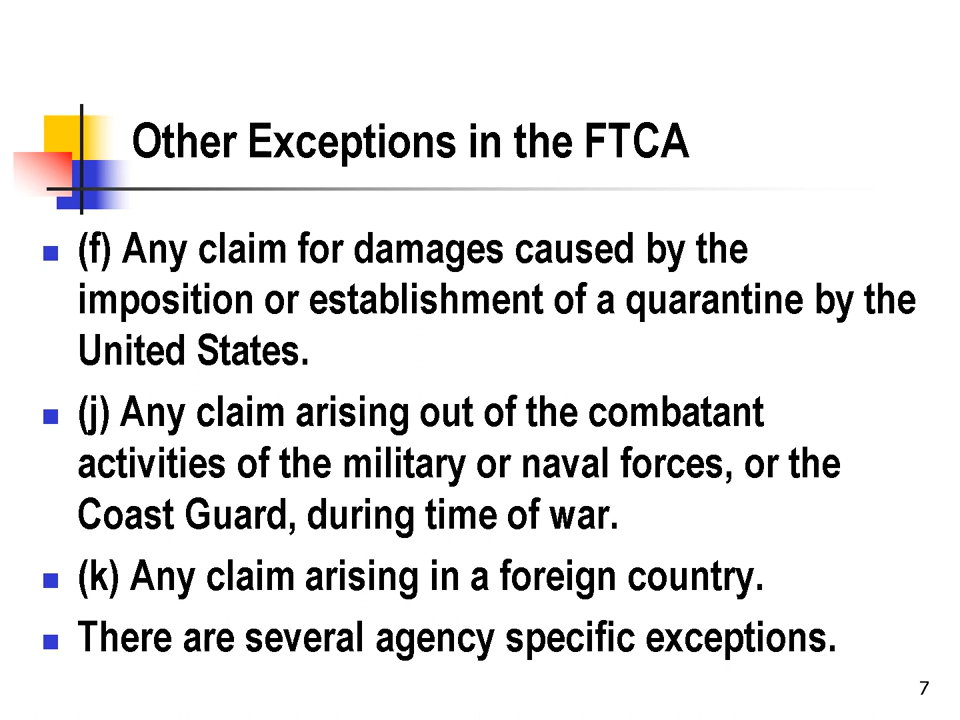 Other Exceptions in the FTCA
(f) Any claim for damages caused by the
imposition or establishment of a quarantine by the
United States.
(j) Any claim arising out of the combatant
activities of the military or naval forces, or the
Coast Guard, during time of war.
(k) Any claim arising in a foreign country.
There are several agency specific exceptions.
7